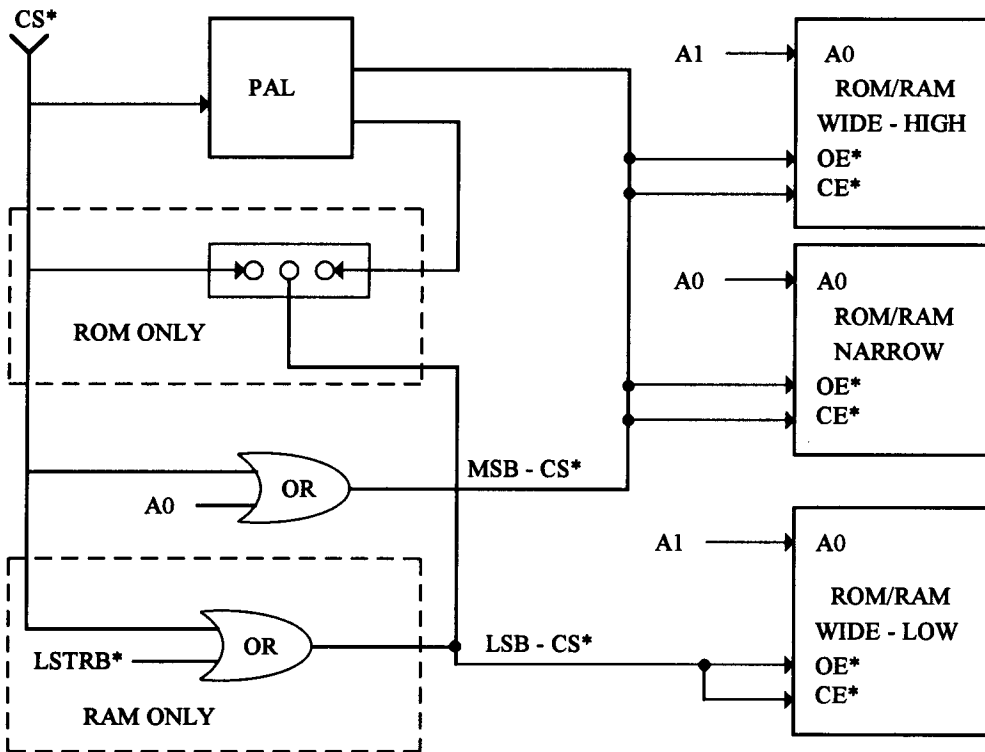 CS*
PAL
ROM ONLY
OR
A0
MSB - CS*
OR
LSTRB*
LSB - CS*
RAM ONLY
A1
A0
ROM/RAM
WIDE - HIGH
OE*
CE*
A0
A0
ROM/RAM
NARROW
OE*
CE*
A1
A0
ROM/RAM
WIDE - LOW
OE*
CE*